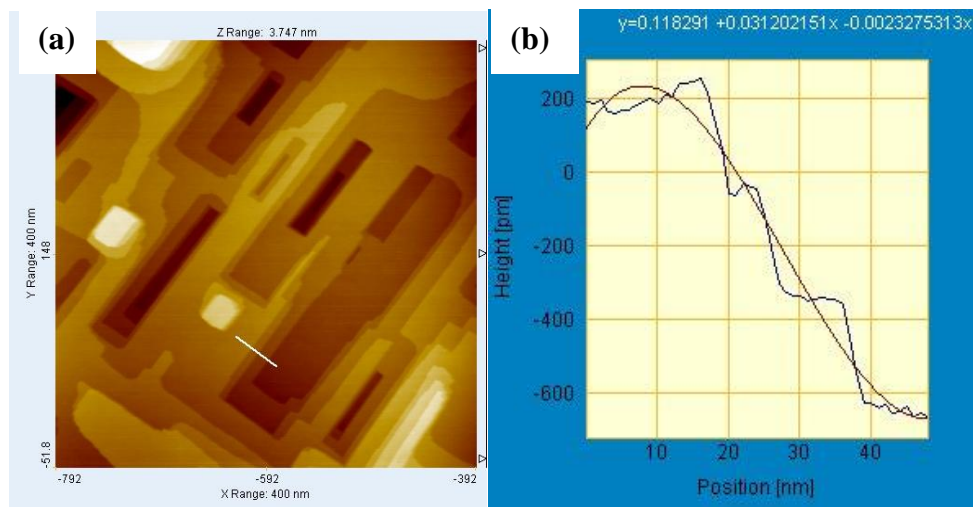 (a)
Z Range: 3.747 nm
Y Range: 400 nm
148
-51.8
-792
-592
-392
X Range: 400 nm
(b)
y=0.118291 +0.031202151x -0.0023275313x
Height [pm]
200
0
-200
-400
-600
10
20
30
40
Position [nm]